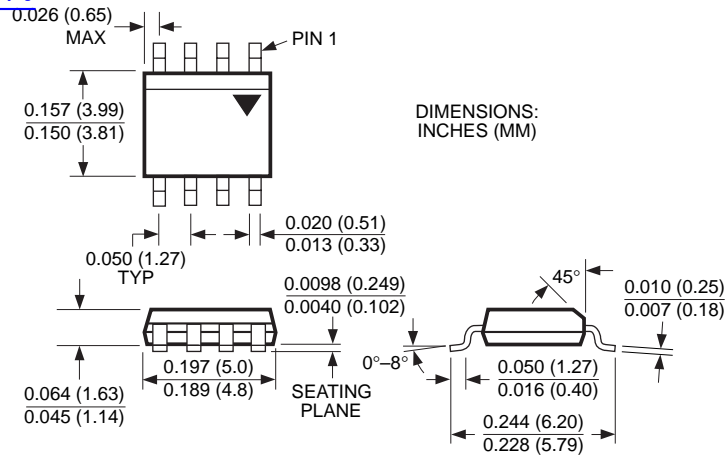 0.026 (0.65)
MAX
PIN 1
0.157 (3.99)
0.150 (3.81)
DIMENSIONS:
INCHES (MM)
0.020 (0.51)
0.013 (0.33)
0.050 (1.27)
TYP
0.0098 (0.249)
0.0040 (0.102)
45°
0.010 (0.25)
0.007 (0.18)
0°–8°
0.197 (5.0)
0.189 (4.8)
SEATING
PLANE
0.050 (1.27)
0.016 (0.40)
0.064 (1.63)
0.045 (1.14)
0.244 (6.20)
0.228 (5.79)